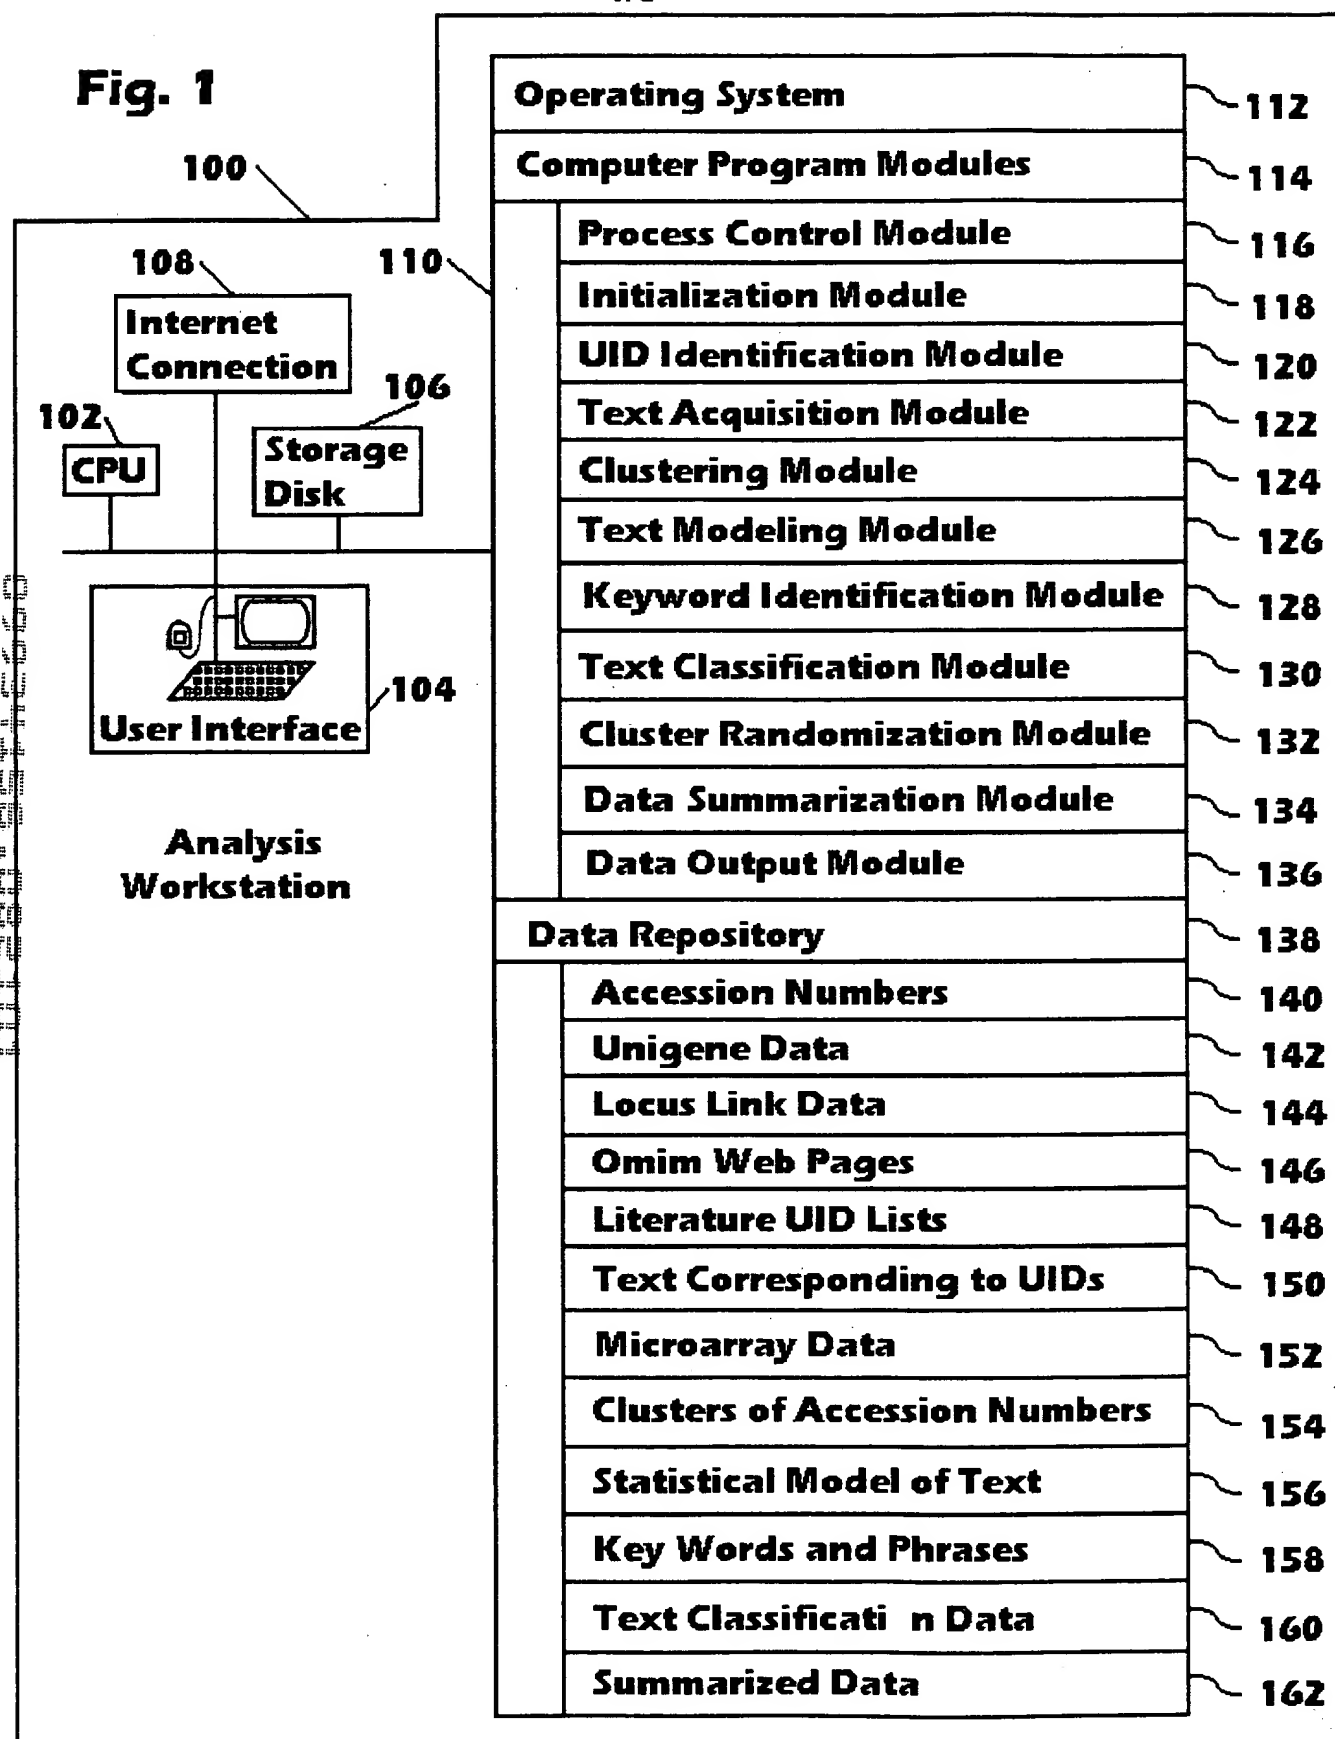 Fig. 1
100
108
110
Internet
Connection
106
102
CPU
Storage
Disk
104
User Interface
Analysis
Workstation
Operating System
112
Computer Program Modules
114
Process Control Module
116
Initialization Module
118
UID Identification Module
120
Text Acquisition Module
122
Clustering Module
124
Text Modeling Module
126
Keyword Identification Module
128
Text Classification Module
130
Cluster Randomization Module
132
Data Summarization Module
134
Data Output Module
136
Data Repository
138
Accession Numbers
140
Unigene Data
142
Locus Link Data
144
Omim Web Pages
146
Literature UID Lists
148
Text Corresponding to UIDs
150
Microarray Data
152
Clusters of Accession Numbers
154
Statistical Model of Text
156
Key Words and Phrases
158
Text Classificati n Data
160
Summarized Data
162